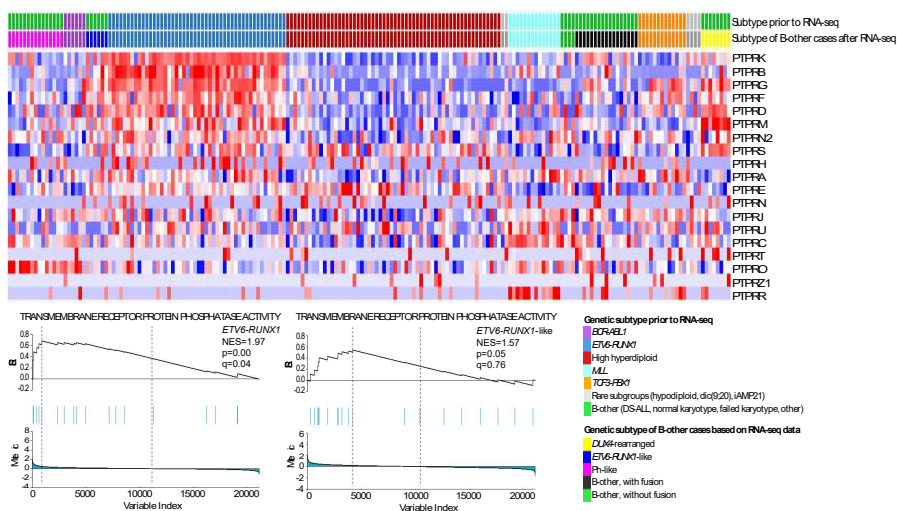 Subtype prior to RNA-seq
Subtype of B-other cases after RNA-seq
PTPRK
PTPRB
PTPRG
PTPRF
PTPRD
PTPRM
PTPRN2
PTPRS
PTPRH
PTPRA
PTPRE
PTPRN
PTPRJ
PTPRU
PTPRC
PTPRT
PTPRO
PTPRZ1
PTPRR
TRANSMEMBRANE RECEPTOR PROTEIN PHOSPHATASE ACTIVITY
ETV6-RUNX1
NES=1.97
p=0.00
q=0.04
ES
0.8
0.6
0.4
0.2
0.0
-0.2
Metric
8
6
4
2
0
-2
-4
0 5000 10000 15000 20000
Variable Index
TRANSMEMBRANE RECEPTOR PROTEIN PHOSPHATASE ACTIVITY
ETV6-RUNX1-like
NES=1.57
p=0.05
q=0.76
ES
0.8
0.6
0.4
0.2
0.0
-0.2
Metric
6
4
2
0
-2
-4
0 5000 10000 15000 20000
Variable Index
Genetic subtype prior to RNA-seq
BCR-ABL1
ETV6-RUNX1
High hyperdiploid
MLL
TCF3-PBX1
Rare subgroups (hypodiploid, dic(9;20), iAMP21)
B-other (DS-ALL, normal karyotype, failed karyotype, other)
Genetic subtype of B-other cases based on RNA-seq data
DUX4-rearranged
ETV6-RUNX1-like
Ph-like
B-other, with fusion
B-other, without fusion